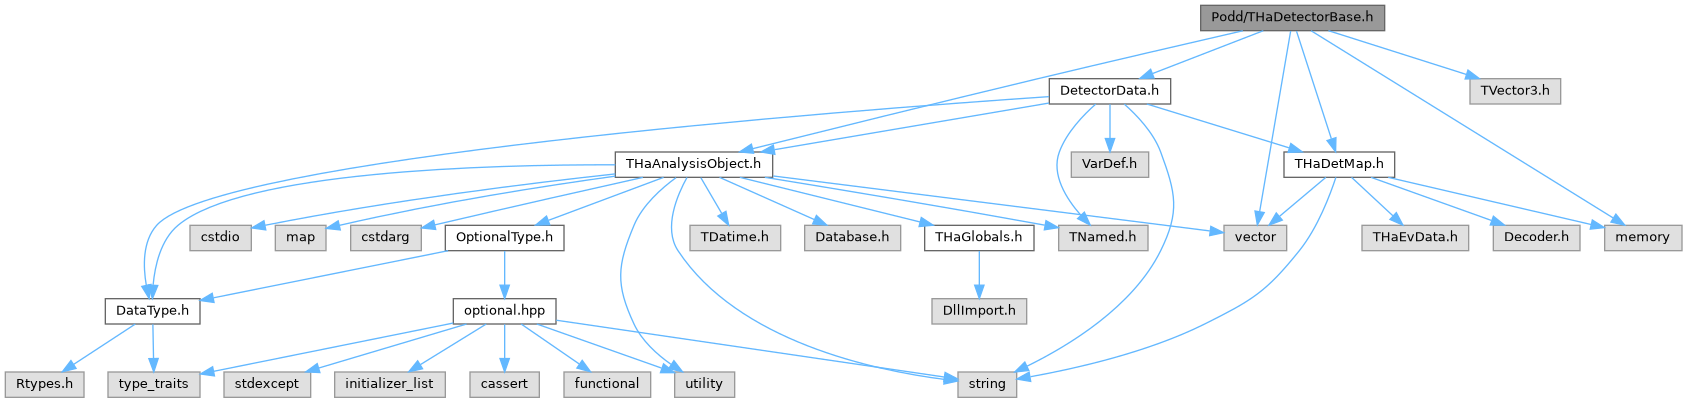 Podd/THaDetectorBase.h
DetectorData.h
TVector3.h
THaAnalysisObject.h
VarDef.h
THaDetMap.h
cstdio
map
cstdarg
OptionalType.h
TDatime.h
Database.h
THaGlobals.h
TNamed.h
vector
THaEvData.h
Decoder.h
memory
DataType.h
optional.hpp
DllImport.h
Rtypes.h
type_traits
stdexcept
initializer_list
cassert
functional
utility
string